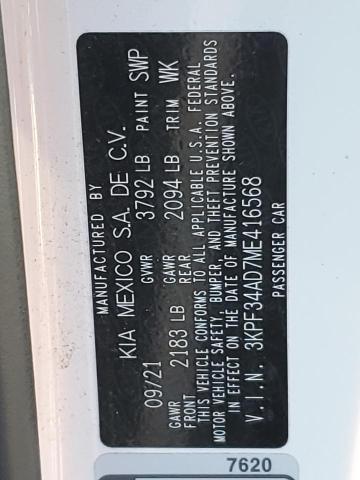 MANUFACTURED BY
KIA MEXICO S.A. DE C.V.
09/21 GVWR 3792 LB PAINT SWP
GAWR FRONT 2183 LB GAWR REAR 2094 LB TRIM WK
THIS VEHICLE CONFORMS TO ALL APPLICABLE U.S.A. FEDERAL
MOTOR VEHICLE SAFETY, BUMPER, AND THEFT PREVENTION STANDARDS
IN EFFECT ON THE DATE OF MANUFACTURE SHOWN ABOVE.
V.I.N. 3KPF34AD7ME416568
PASSENGER CAR
7620